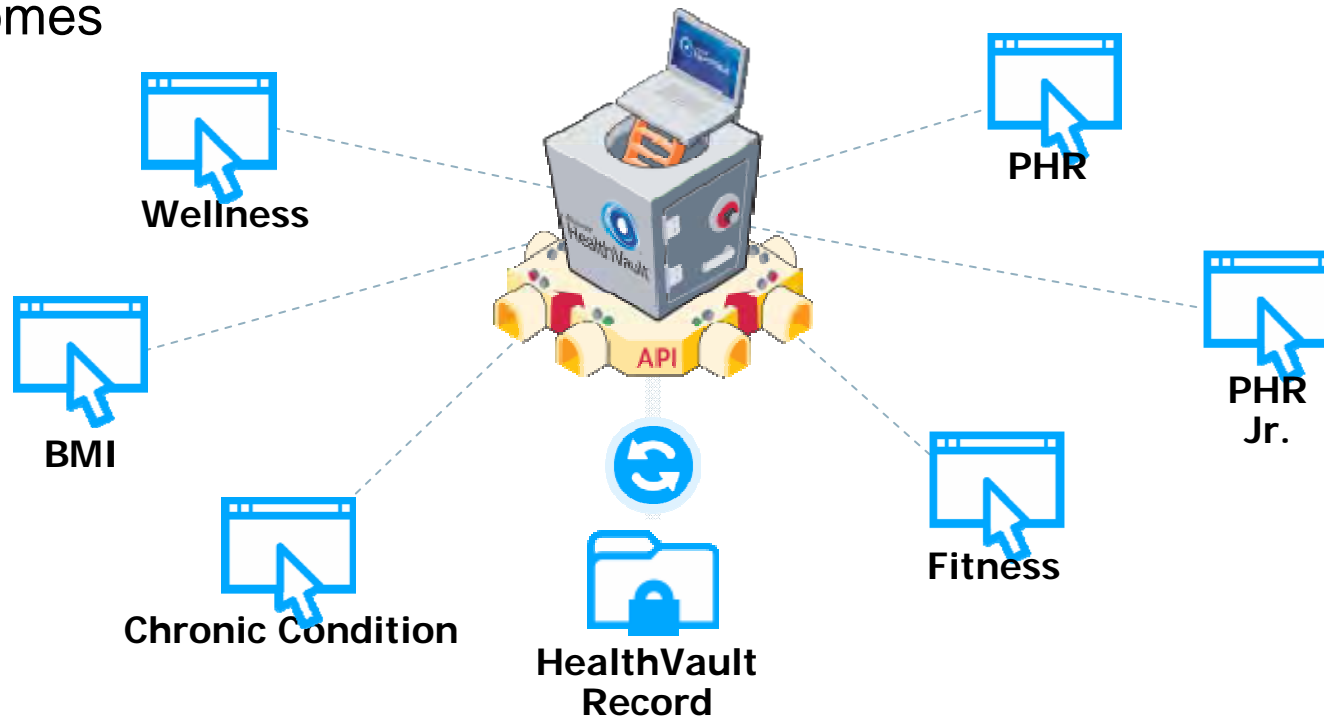 omes
PHR
Wellness
HealthVault
API
PHR
Jr.
BMI
Fitness
Chronic Condition
HealthVault
Record